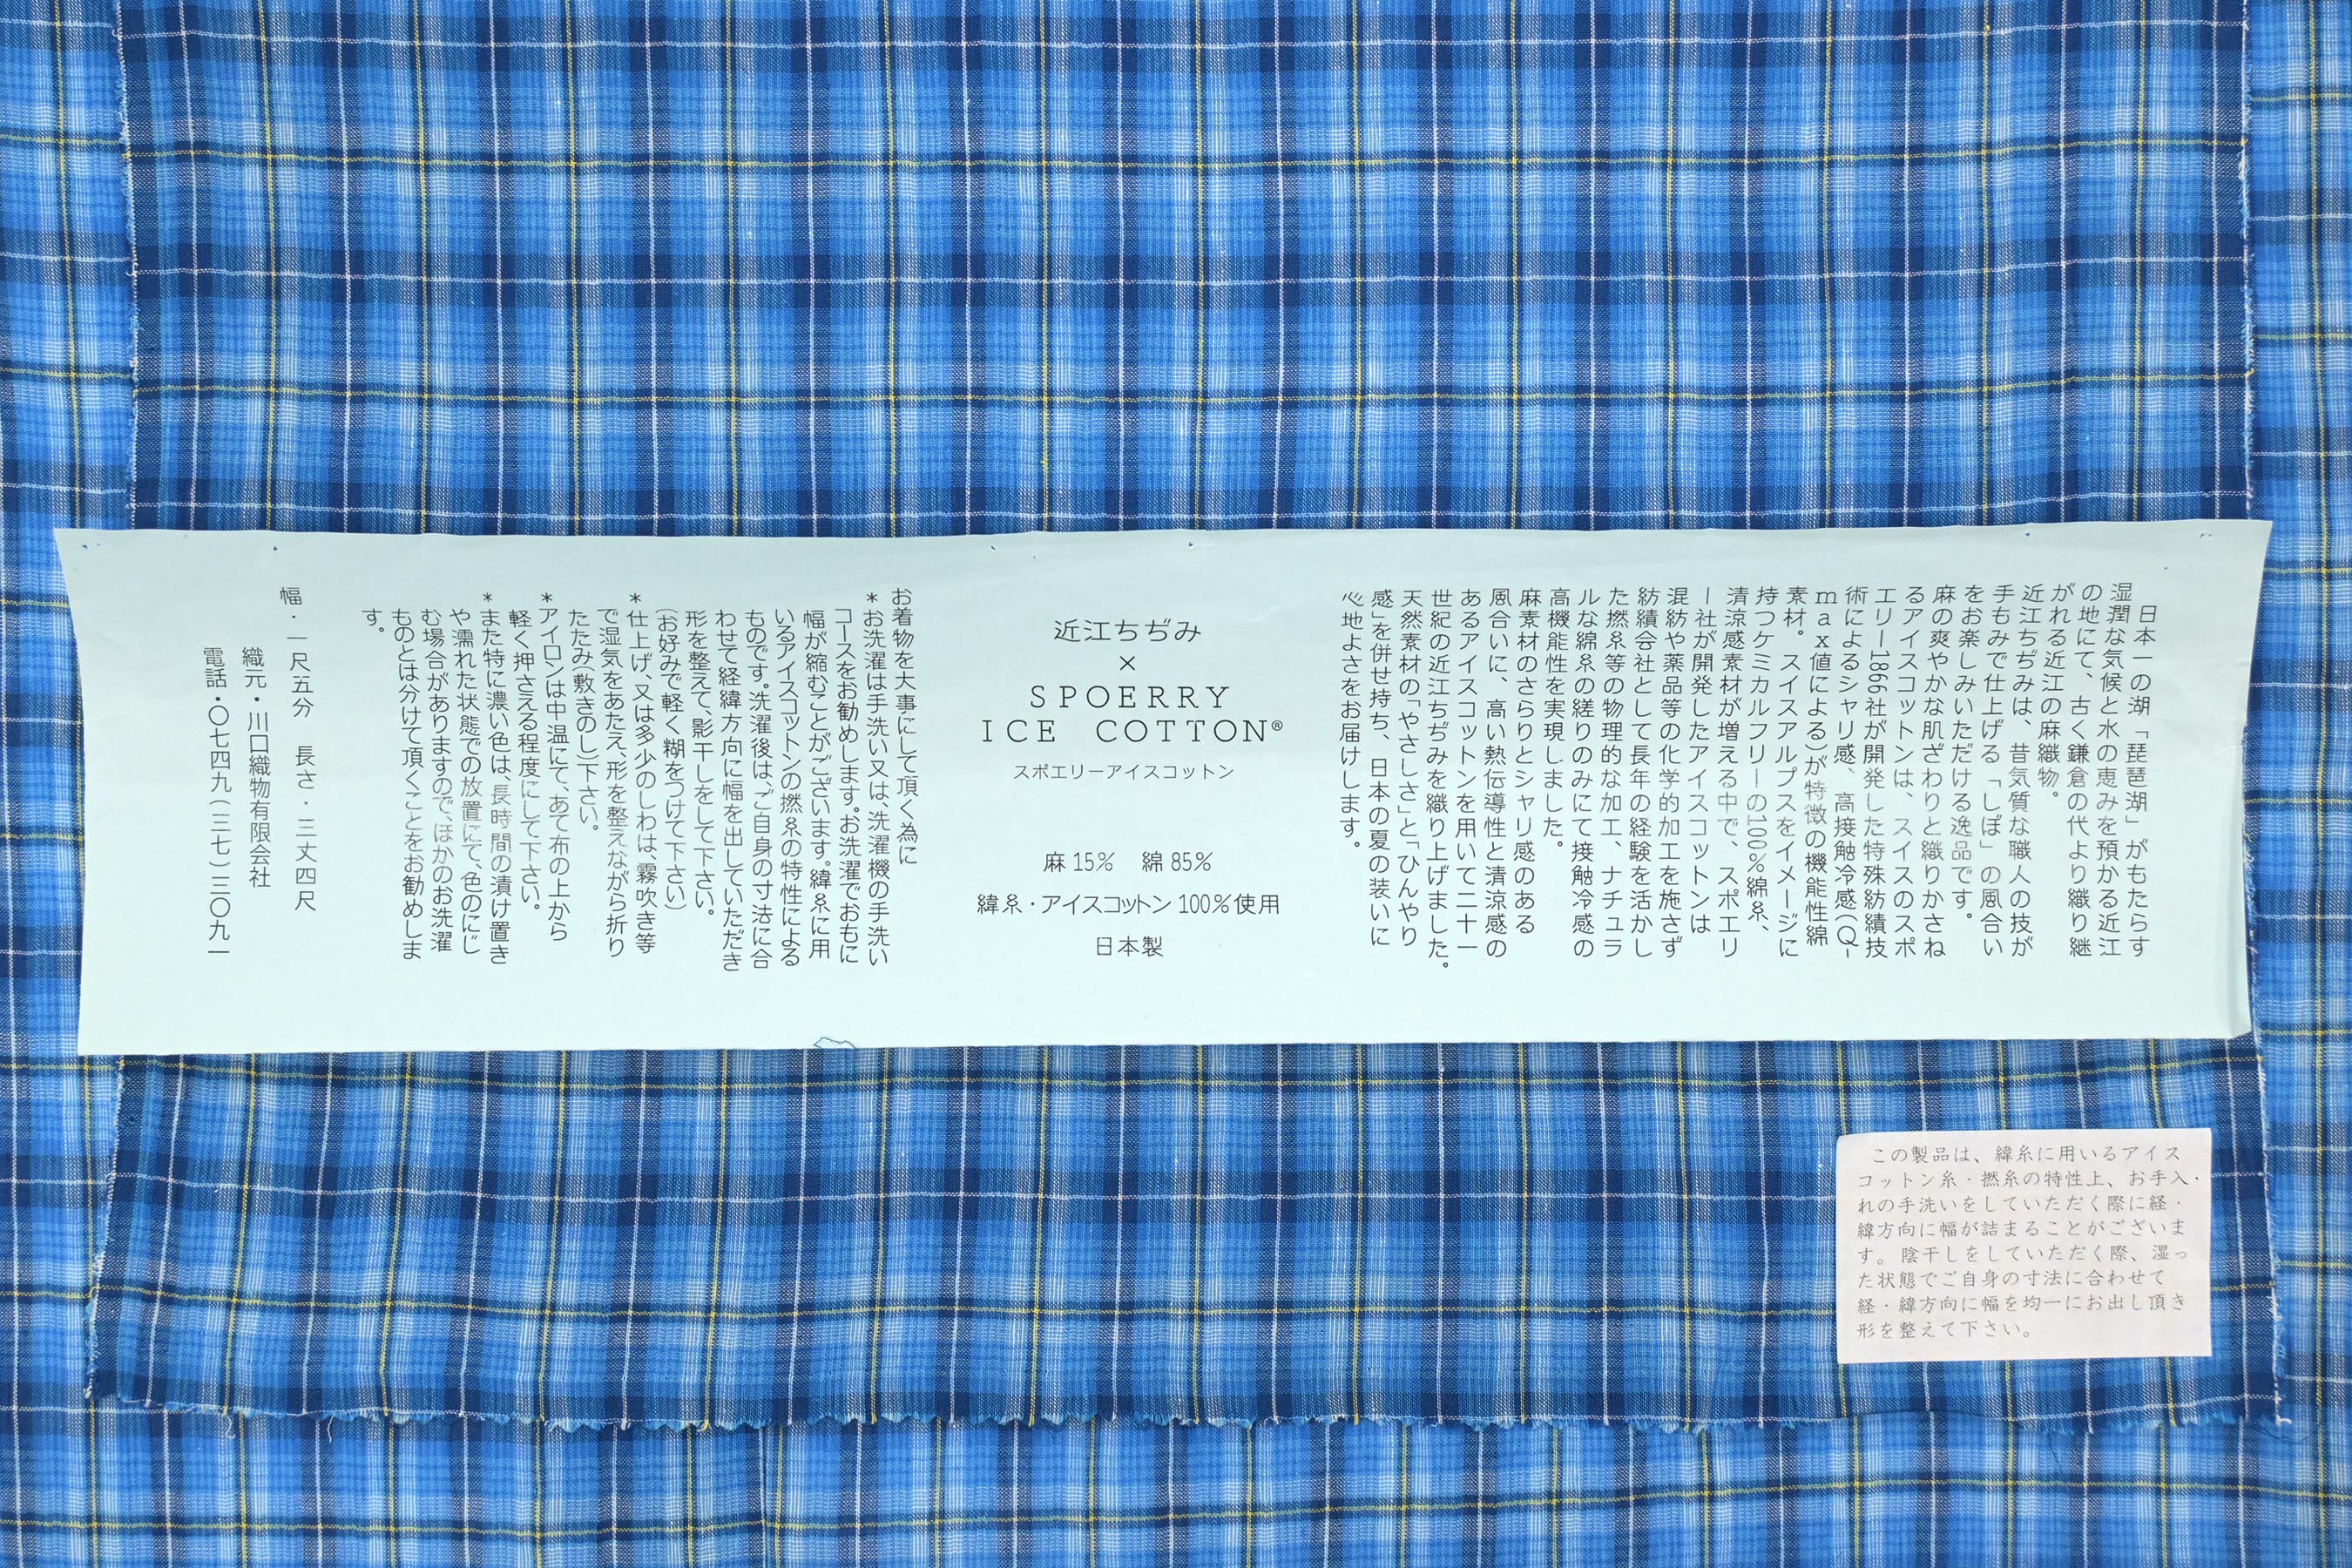 日本一の湖「琵琶湖」がもたらす
湿潤な気候と水の恵みを預かる近江
の地にて、古く鎌倉の代より織り継
がれる近江の麻織物。
近江ちぢみは、昔気質な職人の技が
手もみで仕上げる「しぼ」の風合い
をお楽しみいただける逸品です。
麻の爽やかな肌ざわりと織りかさね
るアイスコットンは、スイスのスポ
エリー1866社が開発した特殊紡績技
術によるシャリ感、高接触冷感(Q-
max値による)が特徴の機能性綿
素材。スイスアルプスをイメージに
持つケミカルフリーの100%綿糸、
清涼感素材が増える中で、スポエリ
ー社が開発したアイスコットンは
混紡や薬品等の化学的加工を施さず
紡績会社として長年の経験を活かし
た撚糸等の物理的な加工、ナチュラ
ルな綿糸の縒りのみにて接触冷感の
高機能性を実現しました。
麻素材のさらりとシャリ感のある
風合いに、高い熱伝導性と清涼感の
あるアイスコットンを用いて二十一
世紀の近江ちぢみを織り上げました。
天然素材の「やさしさ」と「ひんやり
感」を併せ持ち、日本の夏の装いに
心地よさをお届けします。
近江ちぢみ
×
SPOERRY
ICE COTTON®
スポエリーアイスコットン
麻 15% 綿 85%
緯糸・アイスコットン 100%使用
日本製
お着物を大事にして頂く為に
*お洗濯は手洗い又は、洗濯機の手洗い
コースをお勧めします。お洗濯でおもに
幅が縮むことがございます。緯糸に用
いるアイスコットンの撚糸の特性による
ものです。洗濯後は、ご自身の寸法に合
わせて経緯方向に幅を出していただき
形を整えて、影干しをして下さい。
(お好みで軽く糊をつけて下さい)
*仕上げ、又は多少のしわは、霧吹き等
で湿気をあたえ、形を整えながら折り
たたみ(敷きのし)下さい。
*アイロンは中温にて、あて布の上から
軽く押さえる程度にして下さい。
*また特に濃い色は、長時間の漬け置き
や濡れた状態での放置にて、色のにじ
む場合がありますので、ほかのお洗濯
ものとは分けて頂くことをお勧めしま
す。
幅・一尺五分 長さ・三丈四尺
織元・川口織物有限会社
電話・〇七四九(三七)三〇九一
この製品は、緯糸に用いるアイス
コットン糸・撚糸の特性上、お手入
れの手洗いをしていただく際に経・
緯方向に幅が詰まることがございま
す。陰干しをしていただく際、湿っ
た状態でご自身の寸法に合わせて
経・緯方向に幅を均一にお出し頂き
形を整えて下さい。